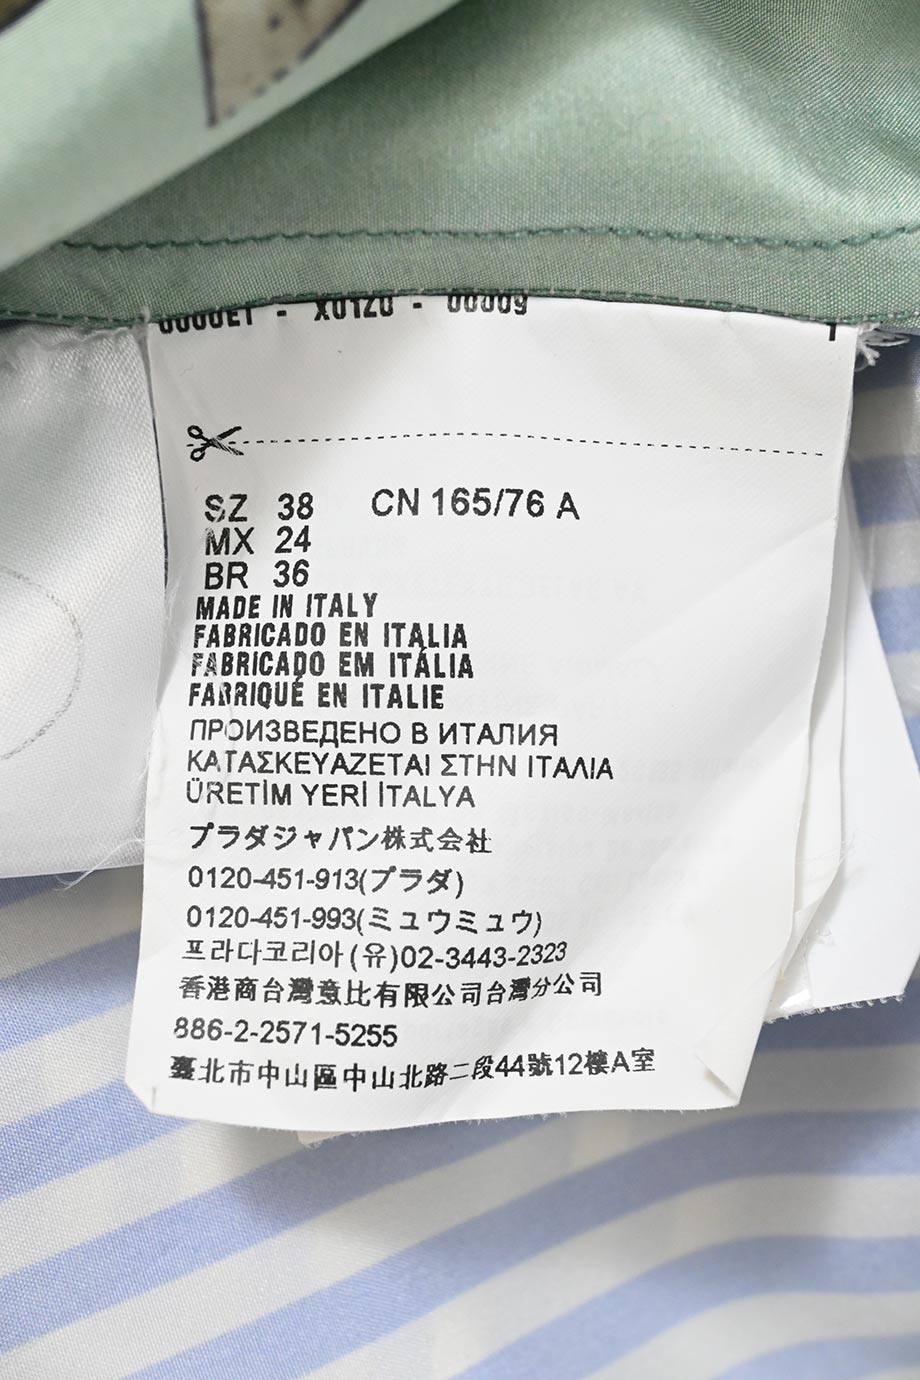 SZ 38 CN 165/76 A
MX 24
BR 36
MADE IN ITALY
FABRICADO EN ITALIA
FABRICADO EM ITÁLIA
FABRIQUÉ EN ITALIE
ПРОИЗВЕДЕНО В ИТАЛИЯ
ΚΑΤΑΣΚΕΥΑΖΕΤΑΙ ΣΤΗΝ ΙΤΑΛΙΑ
ÜRETİM YERİ İTALYA
プラダジャパン株式会社
0120-451-913(プラダ)
0120-451-993(ミュウミュウ)
프라다코리아(유)02-3443-2323
香港商台灣意比有限公司台灣分公司
886-2-2571-5255
臺北市中山區中山北路二段44號12樓A室